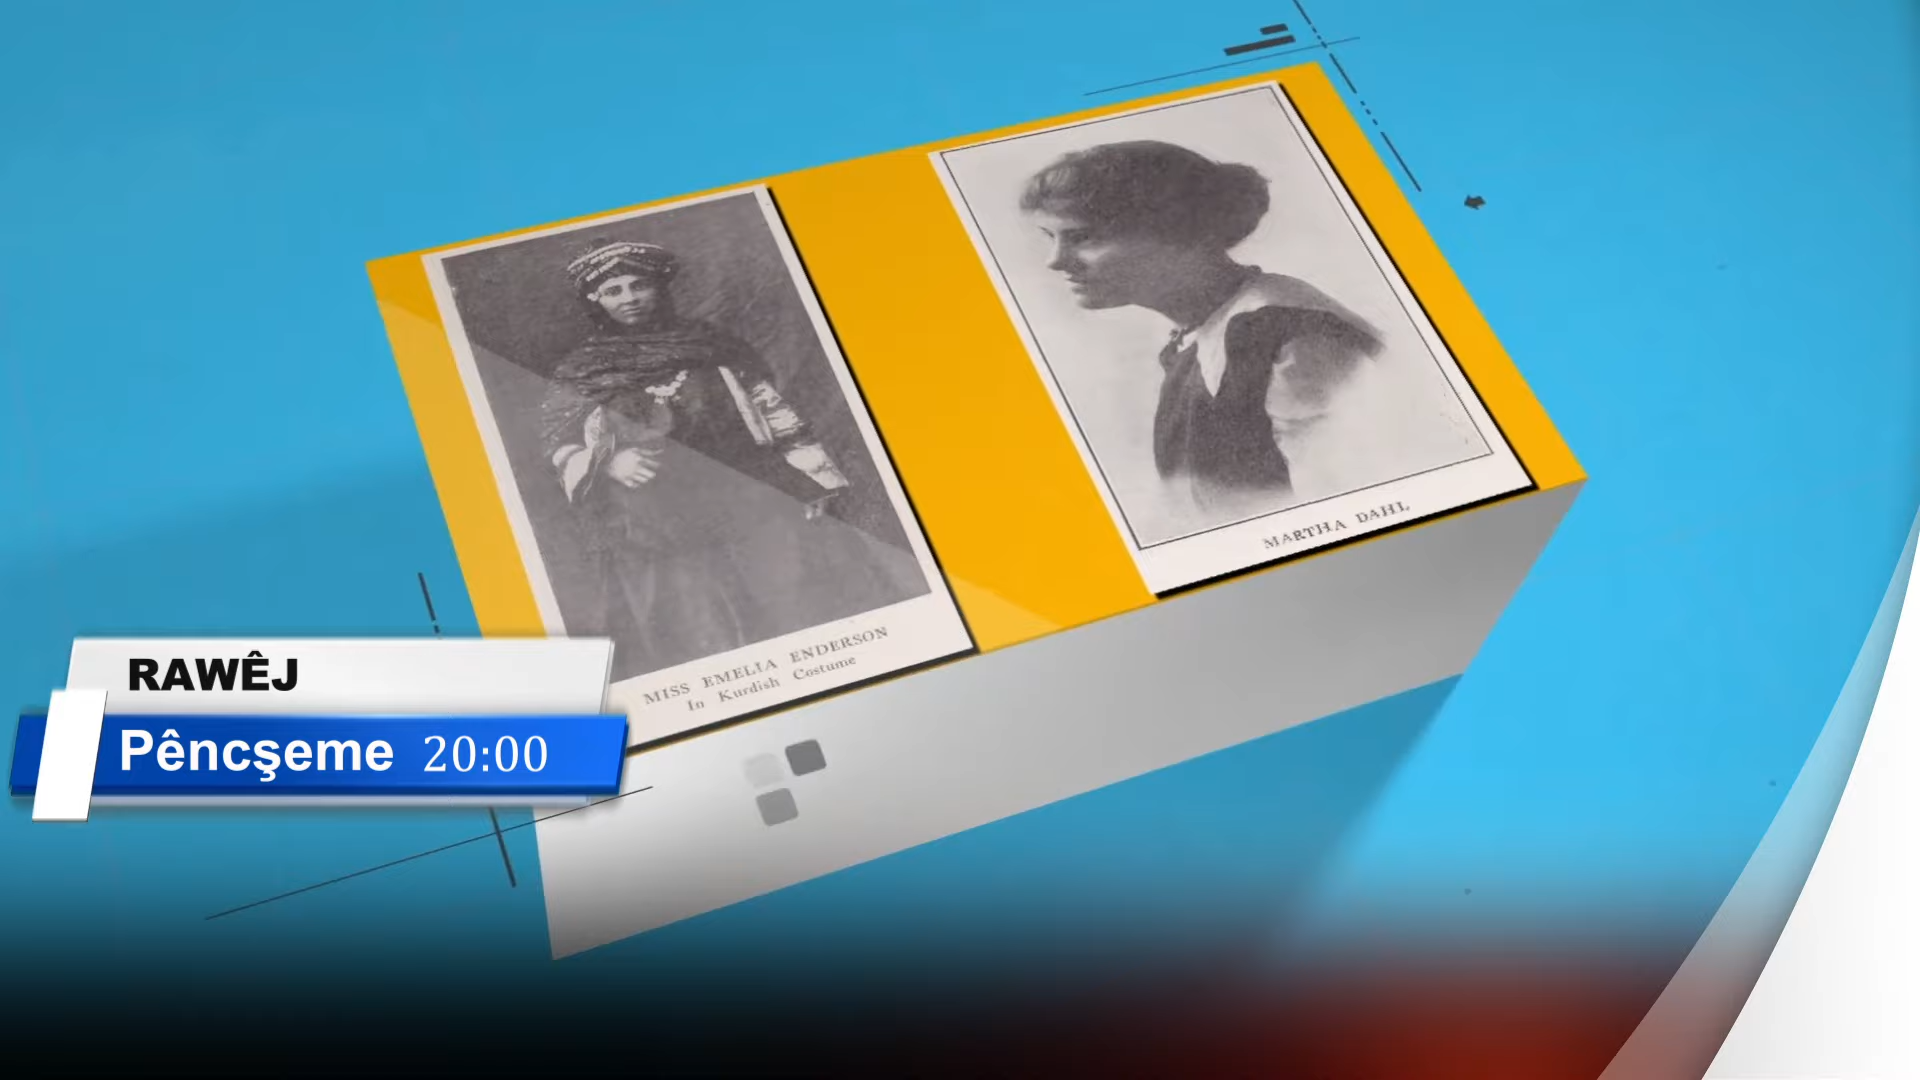 MARTHA DAHL
MISS EMELIA ENDERSON
In Kurdish Costume
RAWÊJ
Pêncşeme 20:00